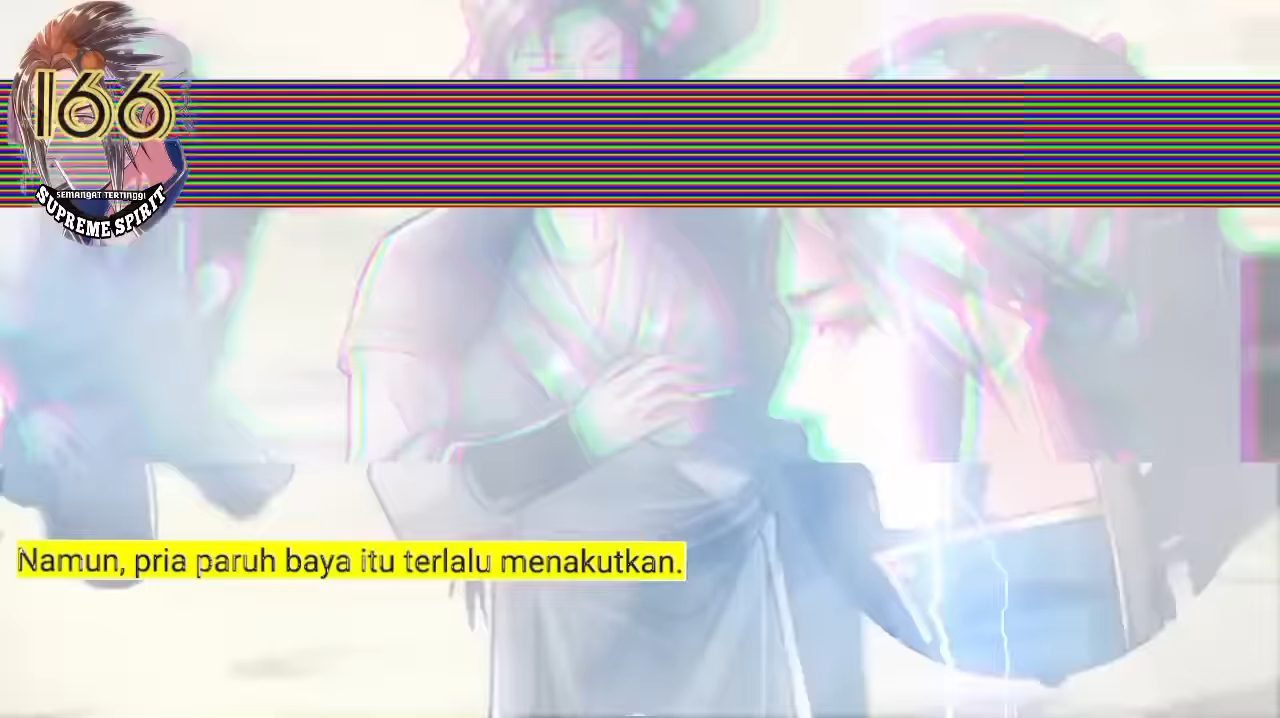 166
SEMANGAT TERTINGGI
SUPREME SPIRIT
Namun, pria paruh baya itu terlalu menakutkan.